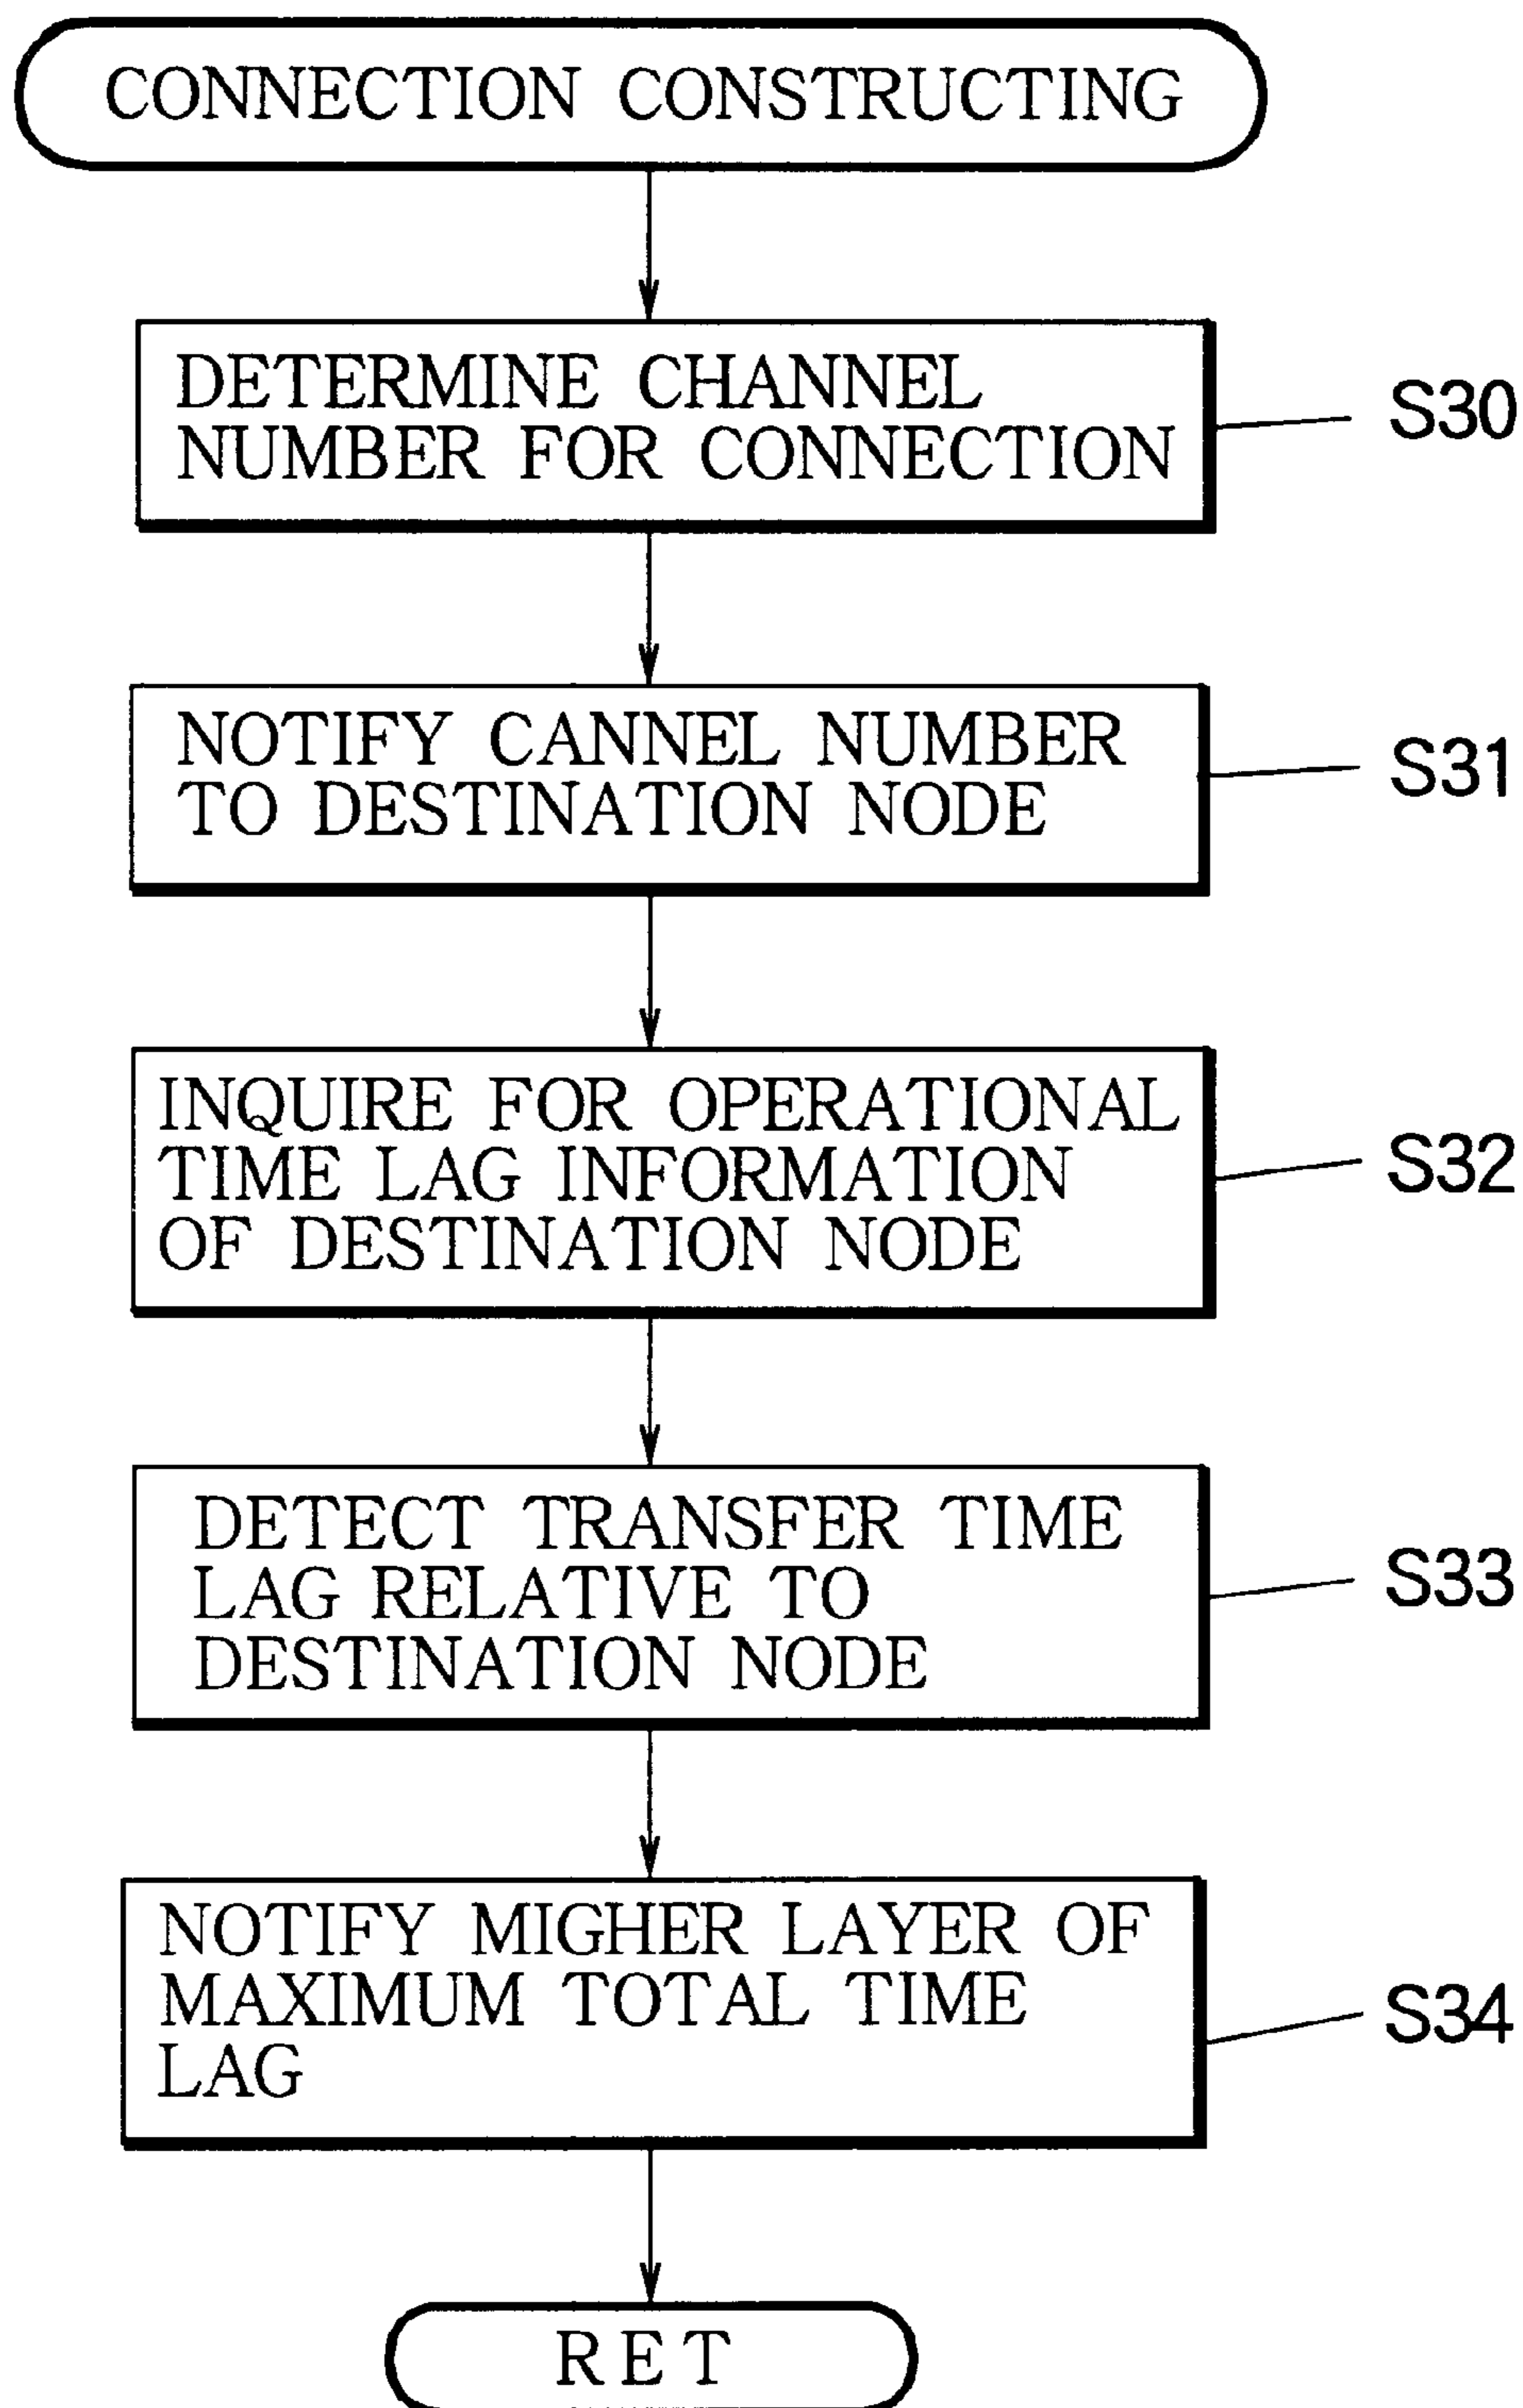 CONNECTION CONSTRUCTING
DETERMINE CHANNEL
NUMBER FOR CONNECTION
S30
NOTIFY CANNEL NUMBER
TO DESTINATION NODE
S31
INQUIRE FOR OPERATIONAL
TIME LAG INFORMATION
OF DESTINATION NODE
S32
DETECT TRANSFER TIME
LAG RELATIVE TO
DESTINATION NODE
S33
NOTIFY MIGHER LAYER OF
MAXIMUM TOTAL TIME
LAG
S34
RET